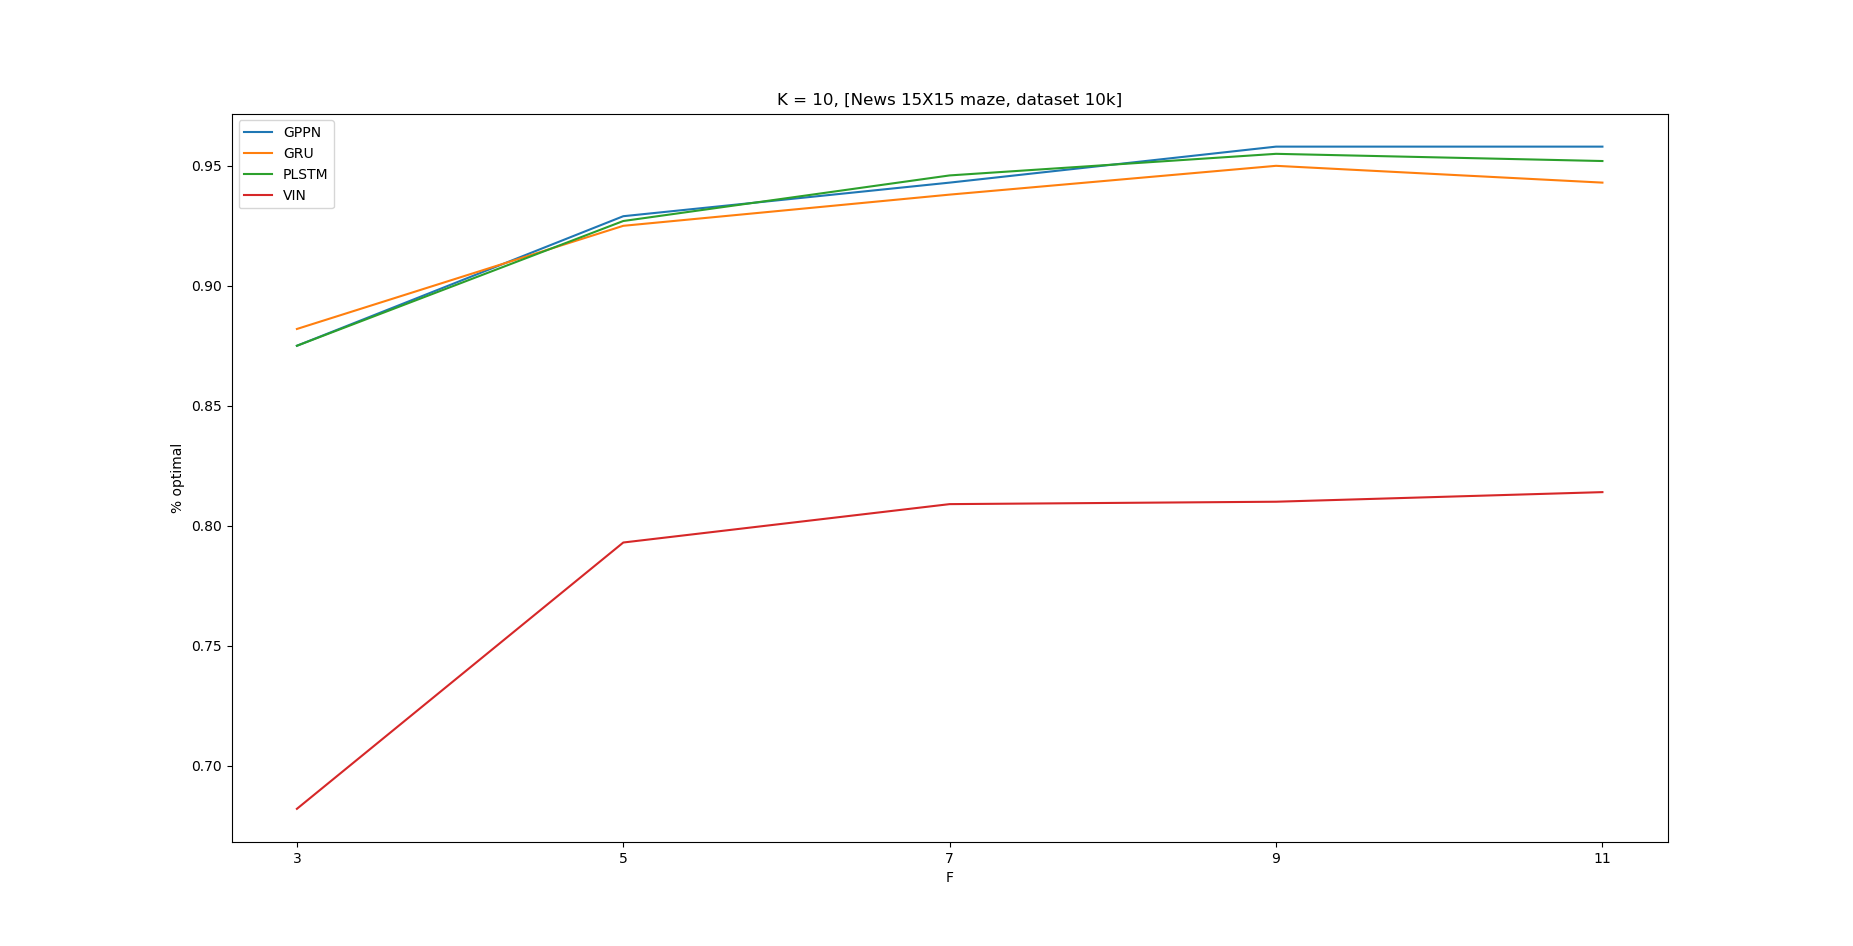 K = 10, [News 15X15 maze, dataset 10k]
GPPN
GRU
PLSTM
VIN
0.95
0.90
0.85
0.80
0.75
0.70
% optimal
3 5 7 9 11
F